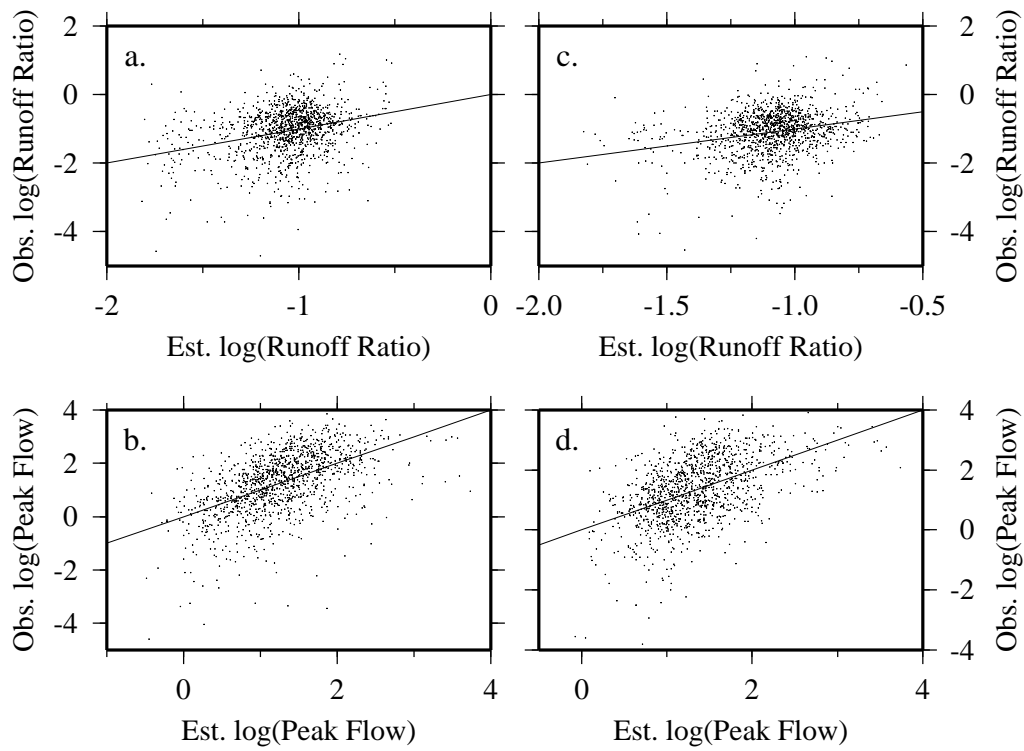 a.
Obs. log(Runoff Ratio)
2
0
-2
-4
-2
-1
0
Est. log(Runoff Ratio)
c.
2
0
-2
-4
Obs. log(Runoff Ratio)
-2.0
-1.5
-1.0
-0.5
Est. log(Runoff Ratio)
b.
Obs. log(Peak Flow)
4
2
0
-2
-4
0
2
4
Est. log(Peak Flow)
d.
4
2
0
-2
-4
Obs. log(Peak Flow)
0
2
4
Est. log(Peak Flow)